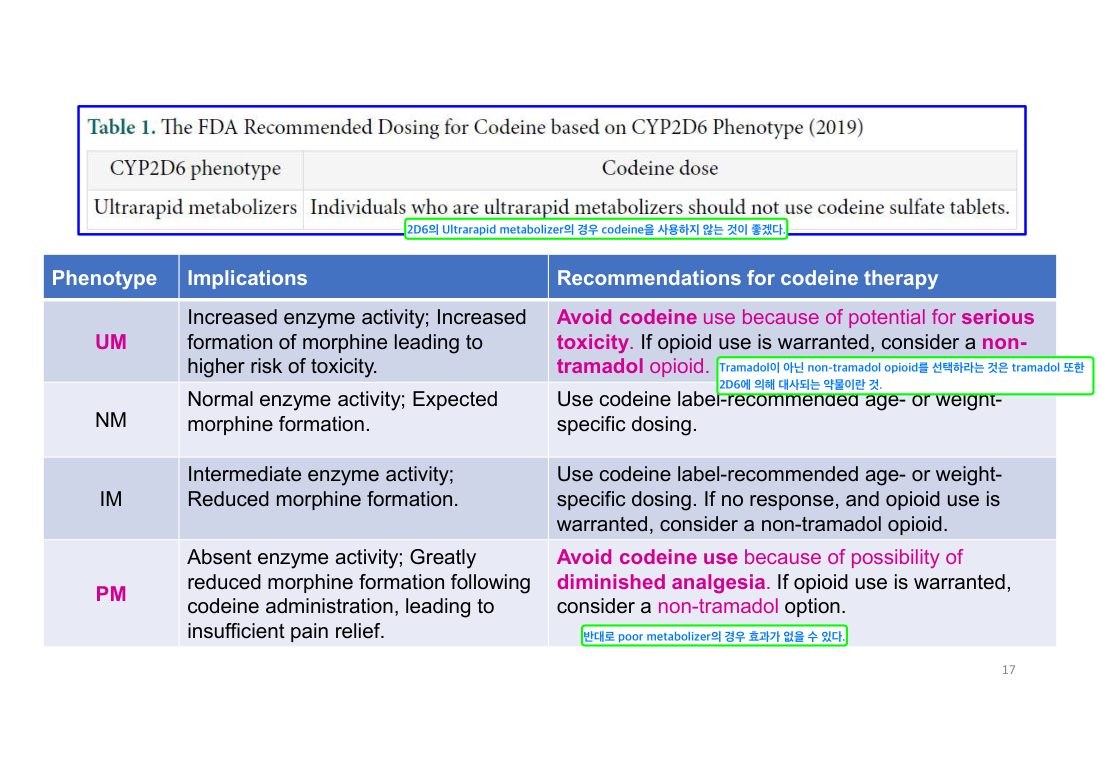 Table 1. The FDA Recommended Dosing for Codeine based on CYP2D6 Phenotype (2019)
CYP2D6 phenotype
Codeine dose
Ultrarapid metabolizers
Individuals who are ultrarapid metabolizers should not use codeine sulfate tablets.
2D6의 Ultrarapid metabolizer의 경우 codeine을 사용하지 않는 것이 좋겠다.
Phenotype
Implications
Recommendations for codeine therapy
UM
Increased enzyme activity; Increased
formation of morphine leading to
higher risk of toxicity.
Avoid codeine use because of potential for serious
toxicity. If opioid use is warranted, consider a non-
tramadol opioid.
Tramadol이 아닌 non-tramadol opioid를 선택하라는 것은 tramadol 또한
2D6에 의해 대사되는 약물이란 것.
NM
Normal enzyme activity; Expected
morphine formation.
Use codeine label-recommended age- or weight-
specific dosing.
IM
Intermediate enzyme activity;
Reduced morphine formation.
Use codeine label-recommended age- or weight-
specific dosing. If no response, and opioid use is
warranted, consider a non-tramadol opioid.
PM
Absent enzyme activity; Greatly
reduced morphine formation following
codeine administration, leading to
insufficient pain relief.
Avoid codeine use because of possibility of
diminished analgesia. If opioid use is warranted,
consider a non-tramadol option.
반대로 poor metabolizer의 경우 효과가 없을 수 있다.
17